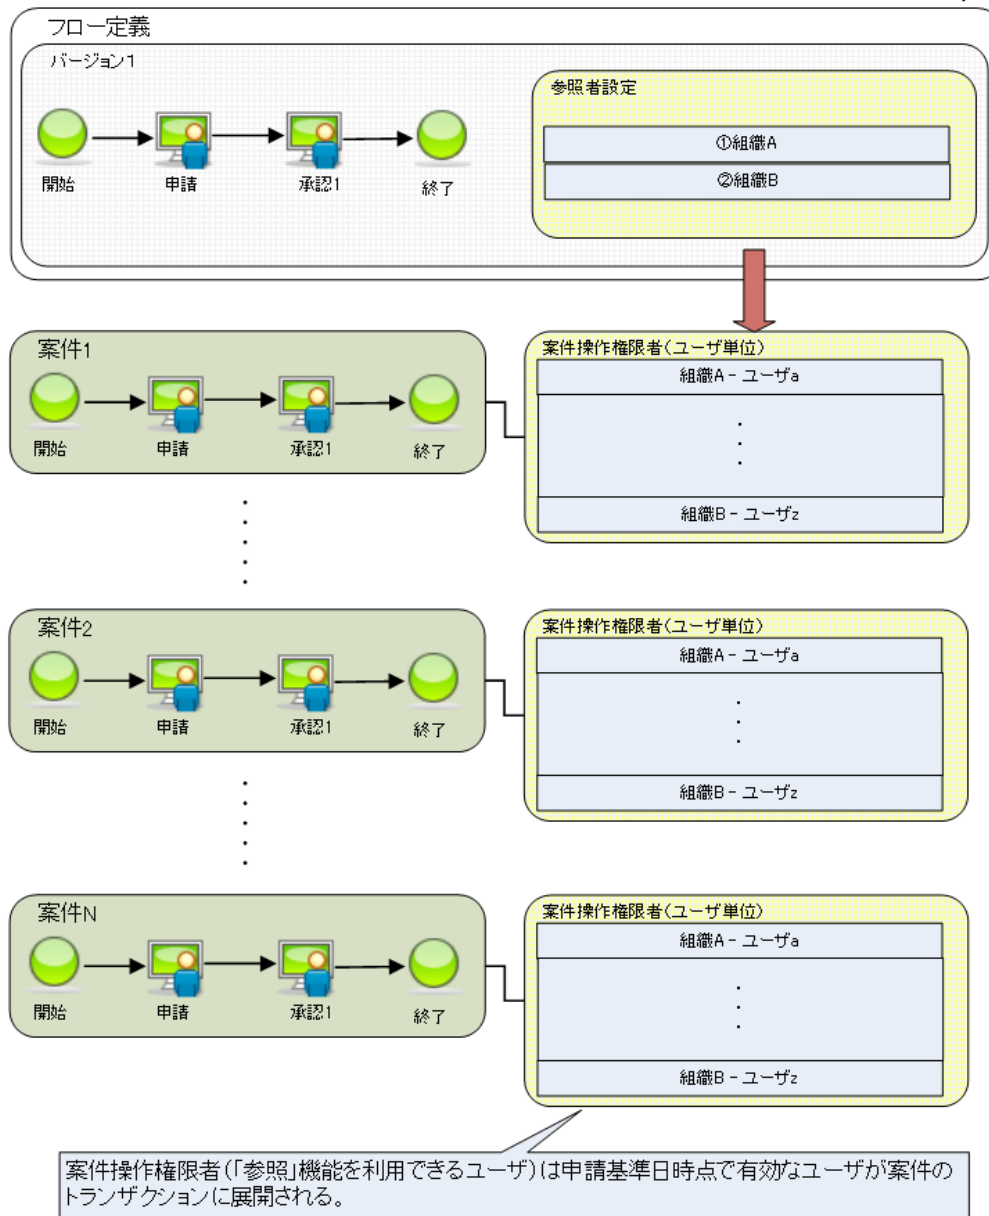 フロー定義
バージョン1
開始
申請
承認1
終了
参照者設定
①組織A
②組織B
案件1
開始
申請
承認1
終了
案件操作権限者(ユーザ単位)
組織A - ユーザa
組織B - ユーザz
案件2
開始
申請
承認1
終了
案件操作権限者(ユーザ単位)
組織A - ユーザa
組織B - ユーザz
案件N
開始
申請
承認1
終了
案件操作権限者(ユーザ単位)
組織A - ユーザa
組織B - ユーザz
案件操作権限者(「参照」機能を利用できるユーザ)は申請基準日時点で有効なユーザが案件の
トランザクションに展開される。